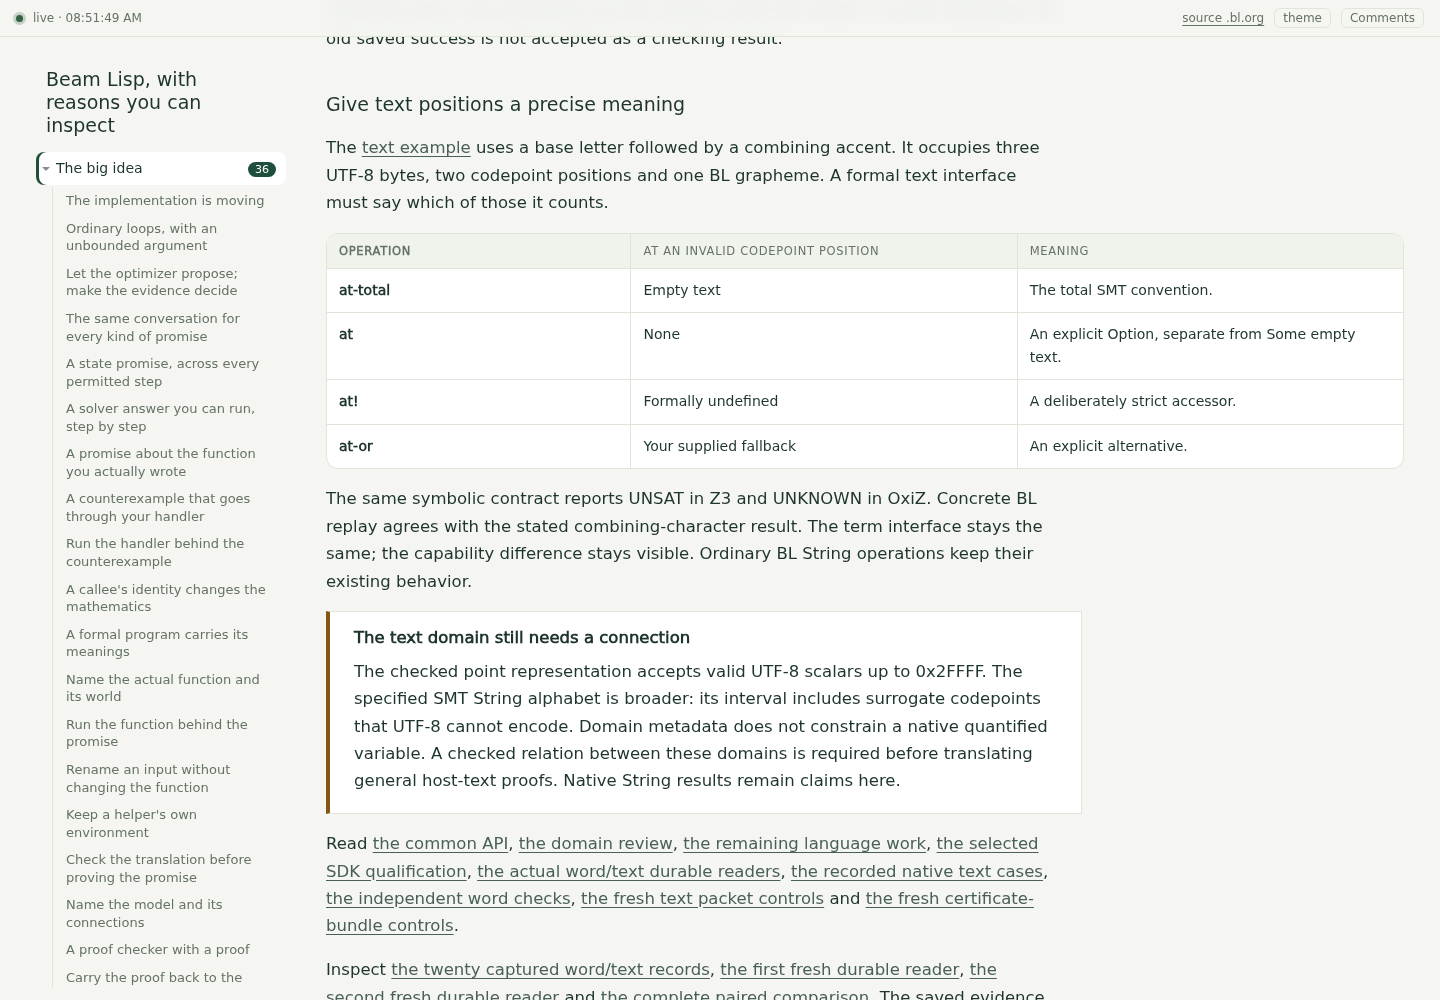 live · 08:51:49 AM
source .bl.org
theme
Comments
old saved success is not accepted as a checking result.
Beam Lisp, with
reasons you can
inspect
The big idea
36
The implementation is moving
Ordinary loops, with an
unbounded argument
Let the optimizer propose;
make the evidence decide
The same conversation for
every kind of promise
A state promise, across every
permitted step
A solver answer you can run,
step by step
A promise about the function
you actually wrote
A counterexample that goes
through your handler
Run the handler behind the
counterexample
A callee's identity changes the
mathematics
A formal program carries its
meanings
Name the actual function and
its world
Run the function behind the
promise
Rename an input without
changing the function
Keep a helper's own
environment
Check the translation before
proving the promise
Name the model and its
connections
A proof checker with a proof
Carry the proof back to the
Give text positions a precise meaning
The text example uses a base letter followed by a combining accent. It occupies three
UTF-8 bytes, two codepoint positions and one BL grapheme. A formal text interface
must say which of those it counts.
OPERATION
AT AN INVALID CODEPOINT POSITION
MEANING
at-total
Empty text
The total SMT convention.
at
None
An explicit Option, separate from Some empty
text.
at!
Formally undefined
A deliberately strict accessor.
at-or
Your supplied fallback
An explicit alternative.
The same symbolic contract reports UNSAT in Z3 and UNKNOWN in OxiZ. Concrete BL
replay agrees with the stated combining-character result. The term interface stays the
same; the capability difference stays visible. Ordinary BL String operations keep their
existing behavior.
The text domain still needs a connection
The checked point representation accepts valid UTF-8 scalars up to 0x2FFFF. The
specified SMT String alphabet is broader: its interval includes surrogate codepoints
that UTF-8 cannot encode. Domain metadata does not constrain a native quantified
variable. A checked relation between these domains is required before translating
general host-text proofs. Native String results remain claims here.
Read the common API, the domain review, the remaining language work, the selected
SDK qualification, the actual word/text durable readers, the recorded native text cases,
the independent word checks, the fresh text packet controls and the fresh certificate-
bundle controls.
Inspect the twenty captured word/text records, the first fresh durable reader, the
second fresh durable reader and the complete paired comparison. The saved evidence